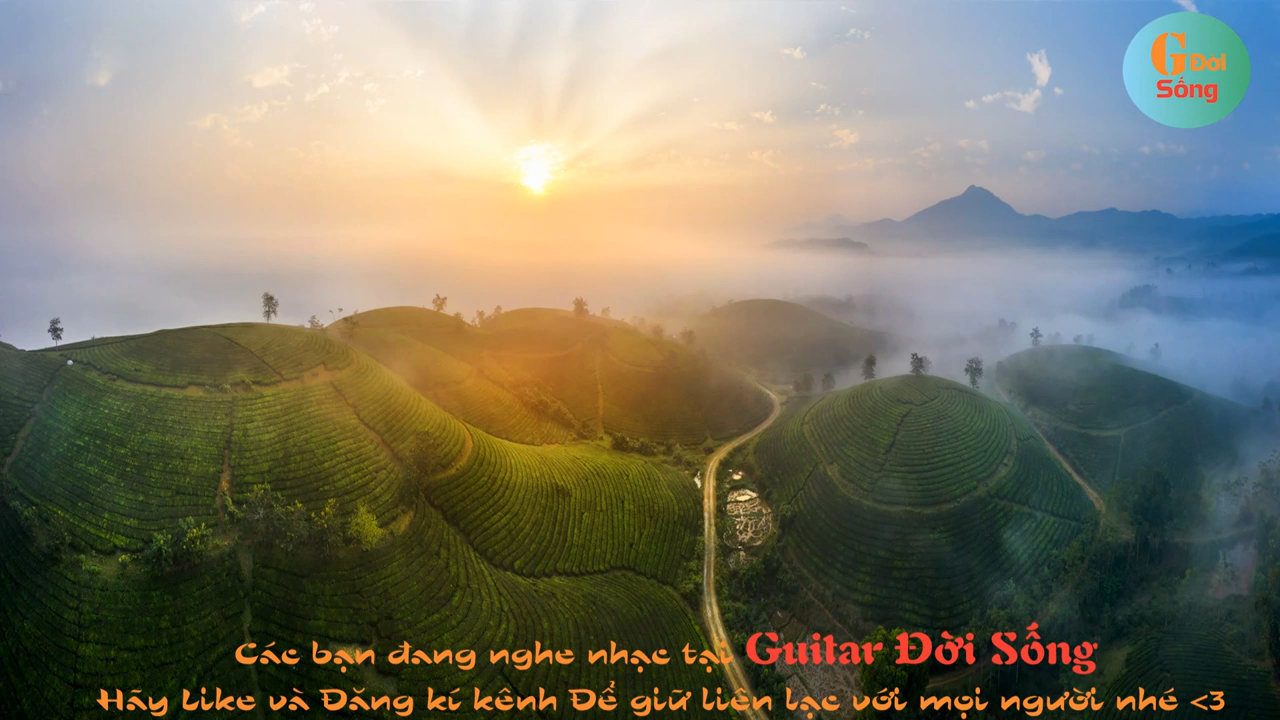 G Đời
Sống
Các bạn đang nghe nhạc tại Guitar Đời Sống
Hãy Like và Đăng kí kênh Để giữ liên lạc với mọi người nhé <3